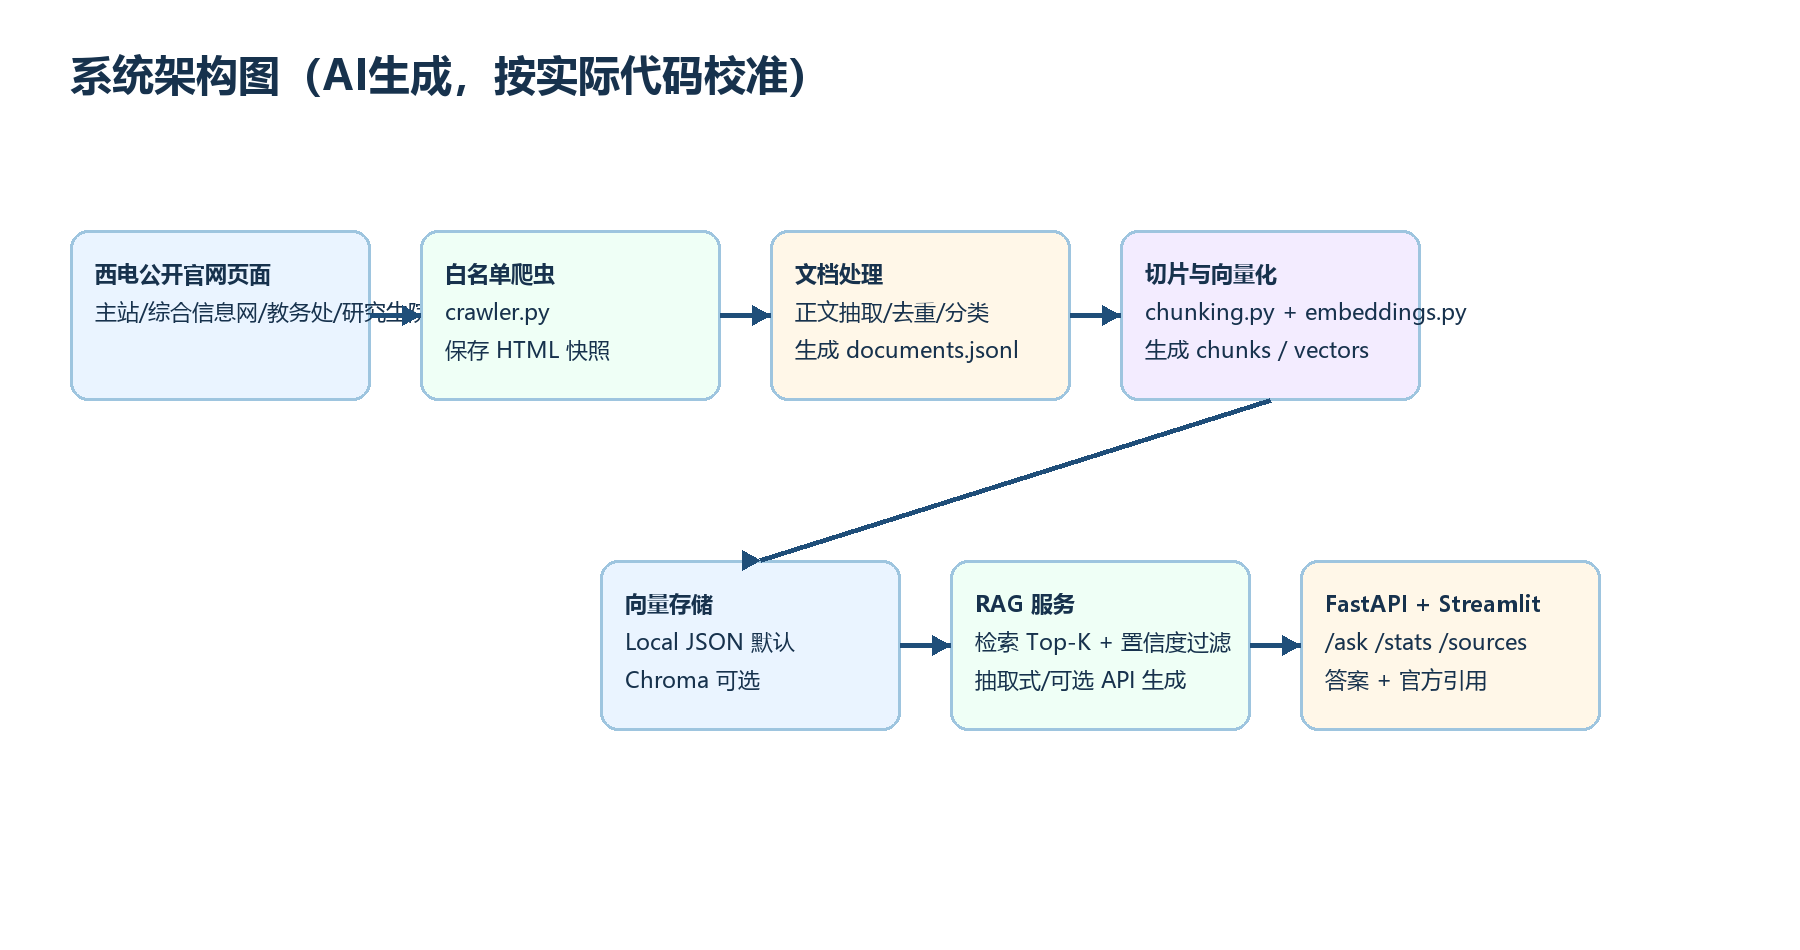 系统架构图（AI生成，按实际代码校准）
西电公开官网页面
主站/综合信息网/教务处/研究生院
白名单爬虫
crawler.py
保存 HTML 快照
文档处理
正文抽取/去重/分类
生成 documents.jsonl
切片与向量化
chunking.py + embeddings.py
生成 chunks / vectors
向量存储
Local JSON 默认
Chroma 可选
RAG 服务
检索 Top-K + 置信度过滤
抽取式/可选 API 生成
FastAPI + Streamlit
/ask /stats /sources
答案 + 官方引用